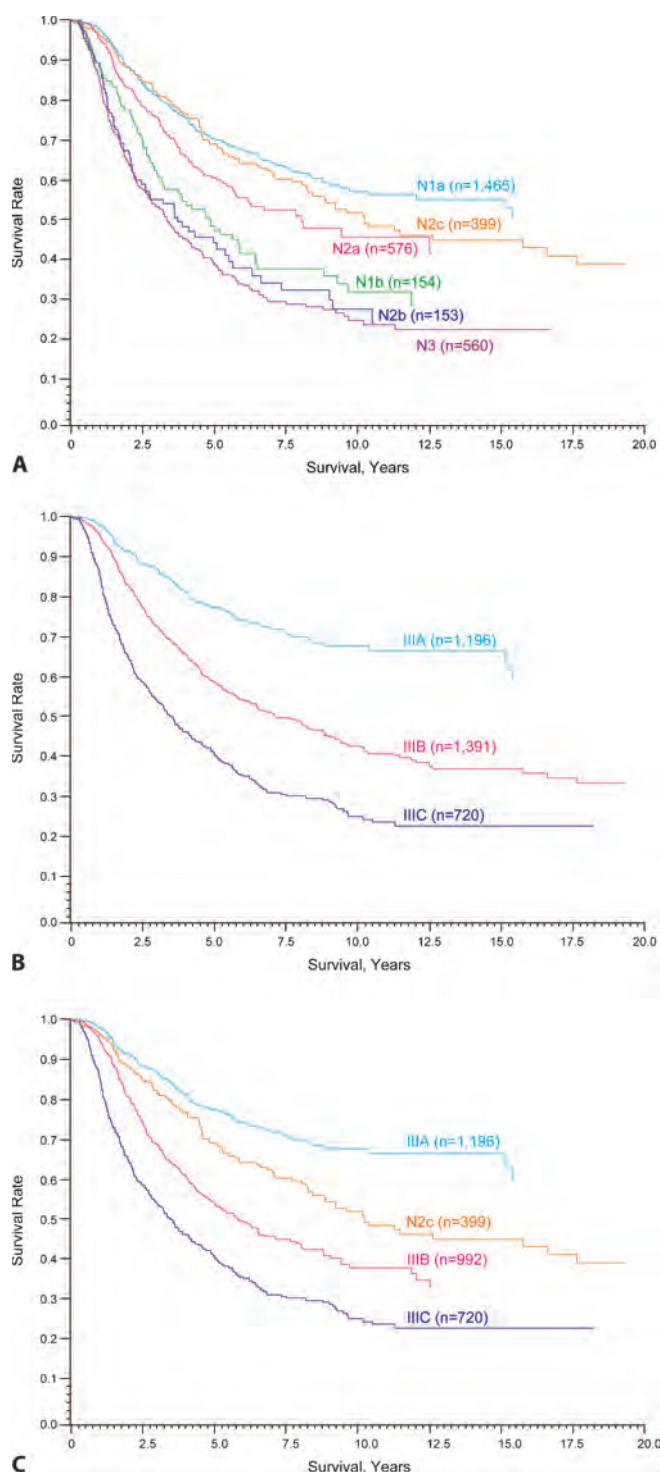 1.0
0.9
0.8
0.7
0.6
0.5
0.4
0.3
0.2
0.1
0.0
Survival Rate
N1a (n=1,465)
N2c (n=399)
N2a (n=576)
N1b (n=154)
N2b (n=153)
N3 (n=560)
0 2.5 5.0 7.5 10.0 12.5 15.0 17.5 20.0
A
Survival, Years
1.0
0.9
0.8
0.7
0.6
0.5
0.4
0.3
0.2
0.1
0.0
Survival Rate
IIIA (n=1,196)
IIIB (n=1,391)
IIIC (n=720)
0 2.5 5.0 7.5 10.0 12.5 15.0 17.5 20.0
B
Survival, Years
1.0
0.9
0.8
0.7
0.6
0.5
0.4
0.3
0.2
0.1
0.0
Survival Rate
IIIA (n=1,196)
N2c (n=399)
IIIB (n=992)
IIIC (n=720)
0 2.5 5.0 7.5 10.0 12.5 15.0 17.5 20.0
C
Survival, Years